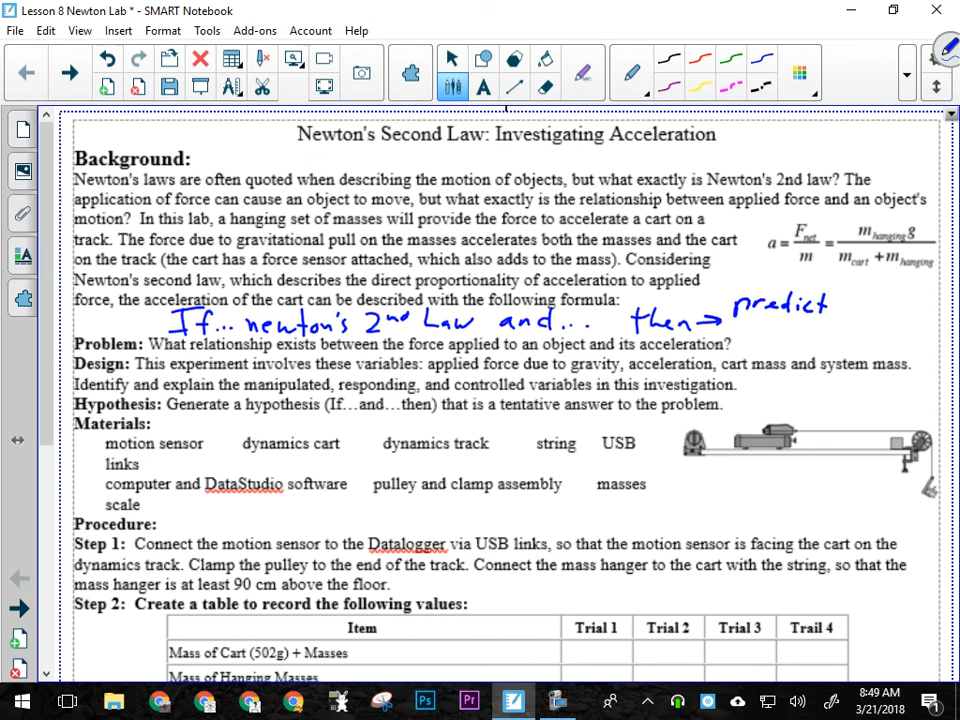 Lesson 8 Newton Lab * - SMART Notebook
File Edit View Insert Format Tools Add-ons Account Help
Newton's Second Law: Investigating Acceleration
Background:
Newton's laws are often quoted when describing the motion of objects, but what exactly is Newton's 2nd law? The
application of force can cause an object to move, but what exactly is the relationship between applied force and an object's
motion? In this lab, a hanging set of masses will provide the force to accelerate a cart on a
track. The force due to gravitational pull on the masses accelerates both the masses and the cart
on the track (the cart has a force sensor attached, which also adds to the mass). Considering
Newton's second law, which describes the direct proportionality of acceleration to applied
force, the acceleration of the cart can be described with the following formula:
a = F_net / m = m_hanging g / m_cart + m_hanging
If... newton's 2nd Law and... then → predict
Problem: What relationship exists between the force applied to an object and its acceleration?
Design: This experiment involves these variables: applied force due to gravity, acceleration, cart mass and system mass.
Identify and explain the manipulated, responding, and controlled variables in this investigation.
Hypothesis: Generate a hypothesis (If…and…then) that is a tentative answer to the problem.
Materials:
motion sensor dynamics cart dynamics track string USB
links
computer and DataStudio software pulley and clamp assembly masses
scale
Procedure:
Step 1: Connect the motion sensor to the Datalogger via USB links, so that the motion sensor is facing the cart on the
dynamics track. Clamp the pulley to the end of the track. Connect the mass hanger to the cart with the string, so that the
mass hanger is at least 90 cm above the floor.
Step 2: Create a table to record the following values:
Item Trial 1 Trial 2 Trial 3 Trail 4
Mass of Cart (502g) + Masses
Mass of Hanging Masses
Ps Pr
8:49 AM
3/21/2018
1